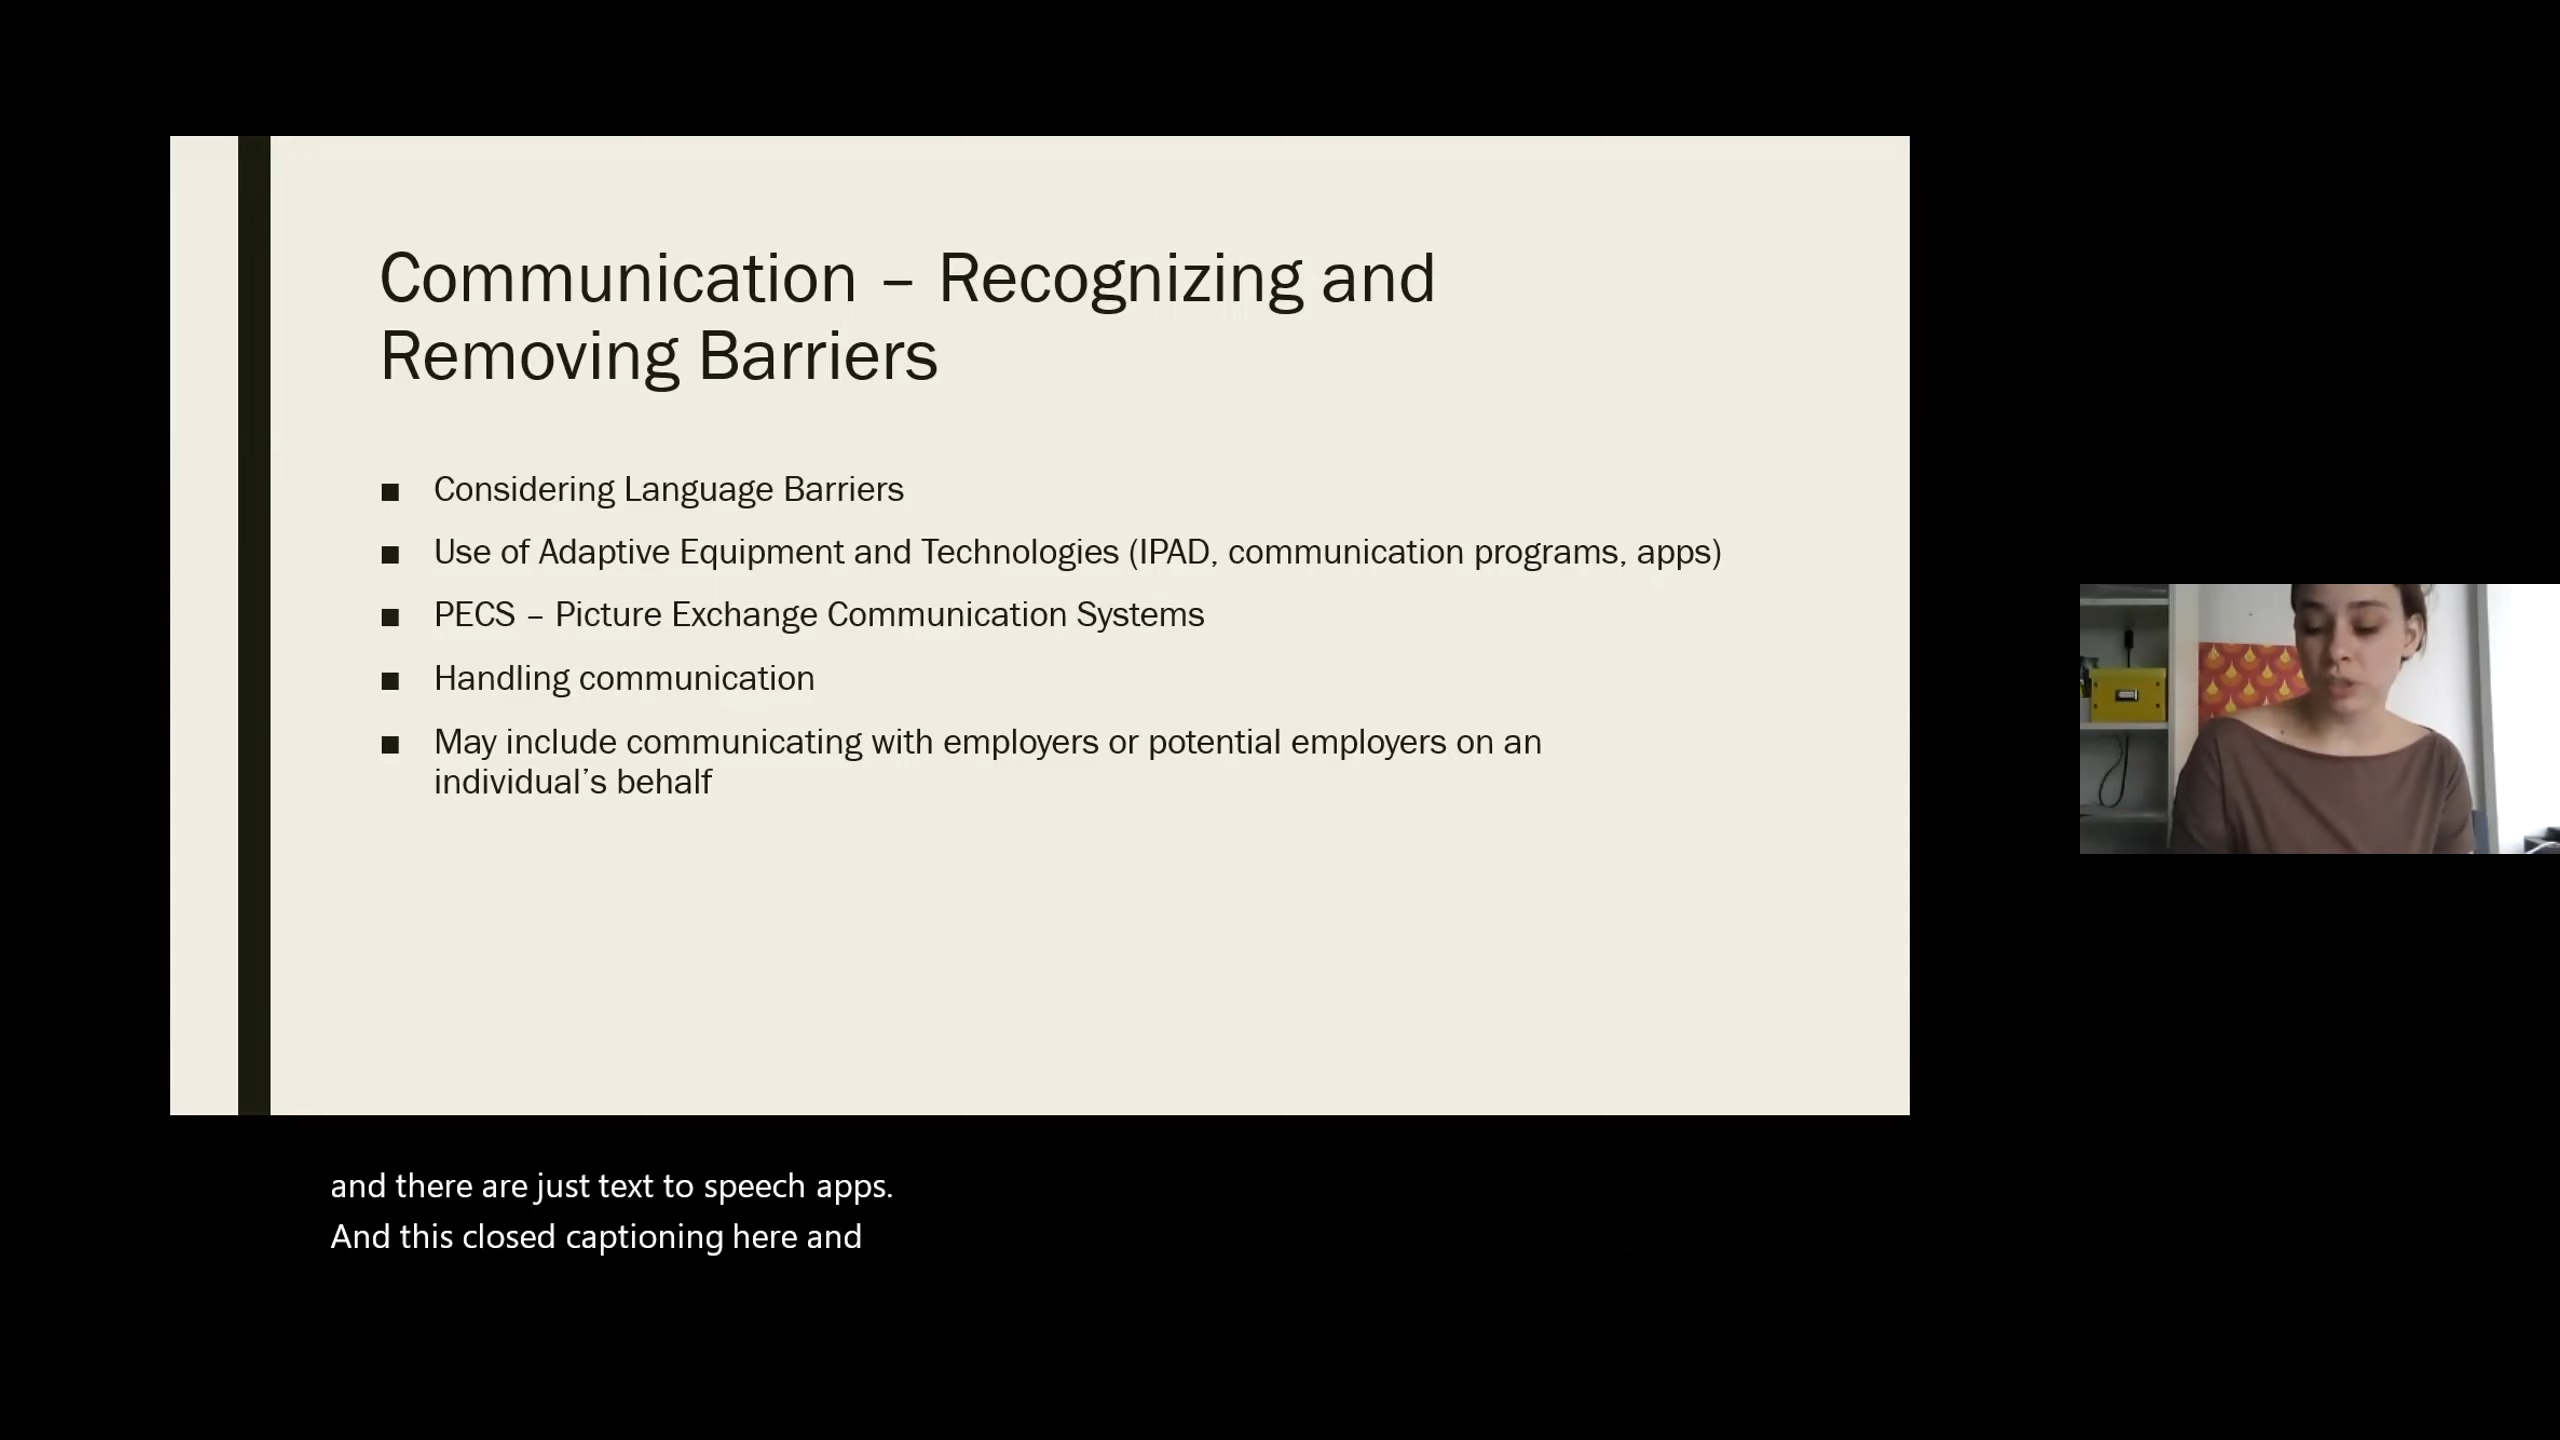 Communication – Recognizing and
Removing Barriers
■ Considering Language Barriers
■ Use of Adaptive Equipment and Technologies (IPAD, communication programs, apps)
■ PECS – Picture Exchange Communication Systems
■ Handling communication
■ May include communicating with employers or potential employers on an
individual’s behalf
and there are just text to speech apps.
And this closed captioning here and